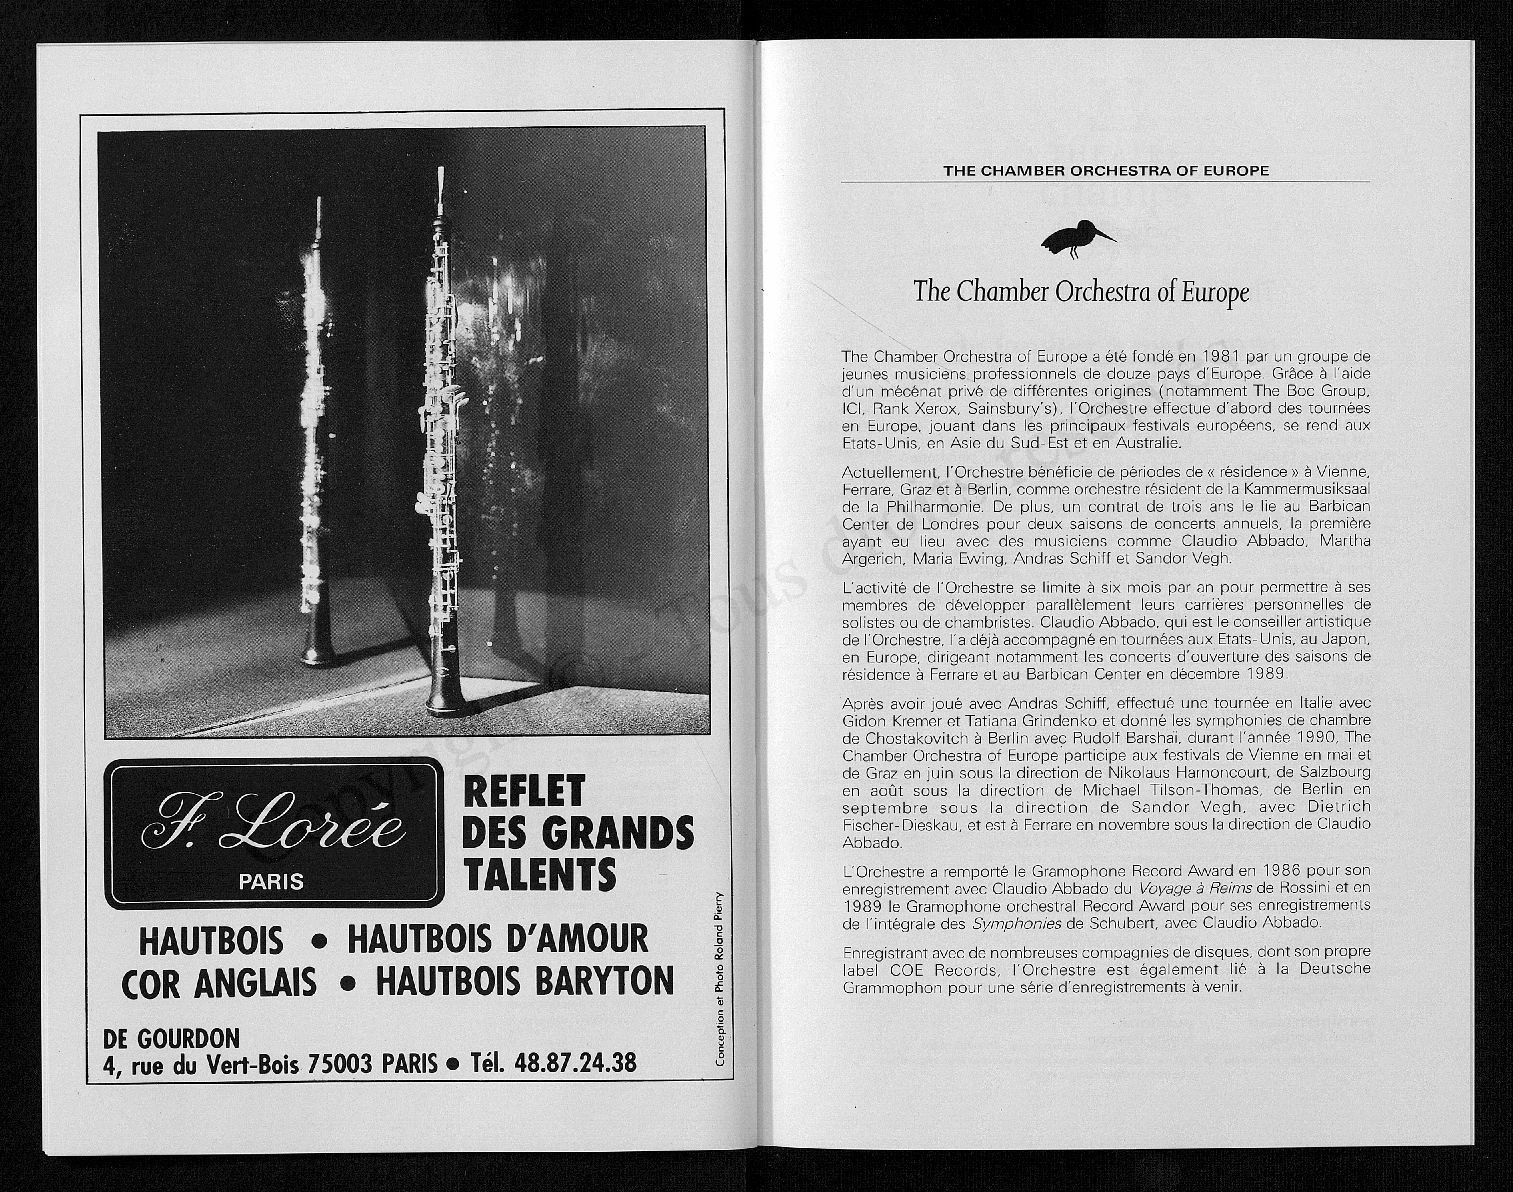 F. Lorée
PARIS
REFLET
DES GRANDS
TALENTS
HAUTBOIS • HAUTBOIS D'AMOUR
COR ANGLAIS • HAUTBOIS BARYTON
DE GOURDON
4, rue du Vert-Bois 75003 PARIS • Tél. 48.87.24.38
Conception et Photo Roland Pierry
THE CHAMBER ORCHESTRA OF EUROPE
The Chamber Orchestra of Europe
The Chamber Orchestra of Europe a été fondé en 1981 par un groupe de
jeunes musiciens professionnels de douze pays d'Europe. Grâce à l'aide
d'un mécénat privé de différentes origines (notamment The Boc Group,
ICI, Rank Xerox, Sainsbury's), l'Orchestre effectue d'abord des tournées
en Europe, jouant dans les principaux festivals européens, se rend aux
Etats-Unis, en Asie du Sud-Est et en Australie.
Actuellement, l'Orchestre bénéficie de périodes de « résidence » à Vienne,
Ferrare, Graz et à Berlin, comme orchestre résident de la Kammermusiksaal
de la Philharmonie. De plus, un contrat de trois ans le lie au Barbican
Center de Londres pour deux saisons de concerts annuels, la première
ayant eu lieu avec des musiciens comme Claudio Abbado, Martha
Argerich, Maria Ewing, Andras Schiff et Sandor Vegh.
L'activité de l'Orchestre se limite à six mois par an pour permettre à ses
membres de développer parallèlement leurs carrières personnelles de
solistes ou de chambristes. Claudio Abbado, qui est le conseiller artistique
de l'Orchestre, l'a déjà accompagné en tournées aux Etats-Unis, au Japon,
en Europe, dirigeant notamment les concerts d'ouverture des saisons de
résidence à Ferrare et au Barbican Center en décembre 1989.
Après avoir joué avec Andras Schiff, effectué une tournée en Italie avec
Gidon Kremer et Tatiana Grindenko et donné les symphonies de chambre
de Chostakovitch à Berlin avec Rudolf Barshai, durant l'année 1990, The
Chamber Orchestra of Europe participe aux festivals de Vienne en mai et
de Graz en juin sous la direction de Nikolaus Harnoncourt, de Salzbourg
en août sous la direction de Michael Tilson-Thomas, de Berlin en
septembre sous la direction de Sandor Vegh, avec Dietrich
Fischer-Dieskau, et est à Ferrare en novembre sous la direction de Claudio
Abbado.
L'Orchestre a remporté le Gramophone Record Award en 1986 pour son
enregistrement avec Claudio Abbado du Voyage à Reims de Rossini et en
1989 le Gramophone orchestral Record Award pour ses enregistrements
de l'intégrale des Symphonies de Schubert, avec Claudio Abbado.
Enregistrant avec de nombreuses compagnies de disques, dont son propre
label COE Records, l'Orchestre est également lié à la Deutsche
Grammophon pour une série d'enregistrements à venir.